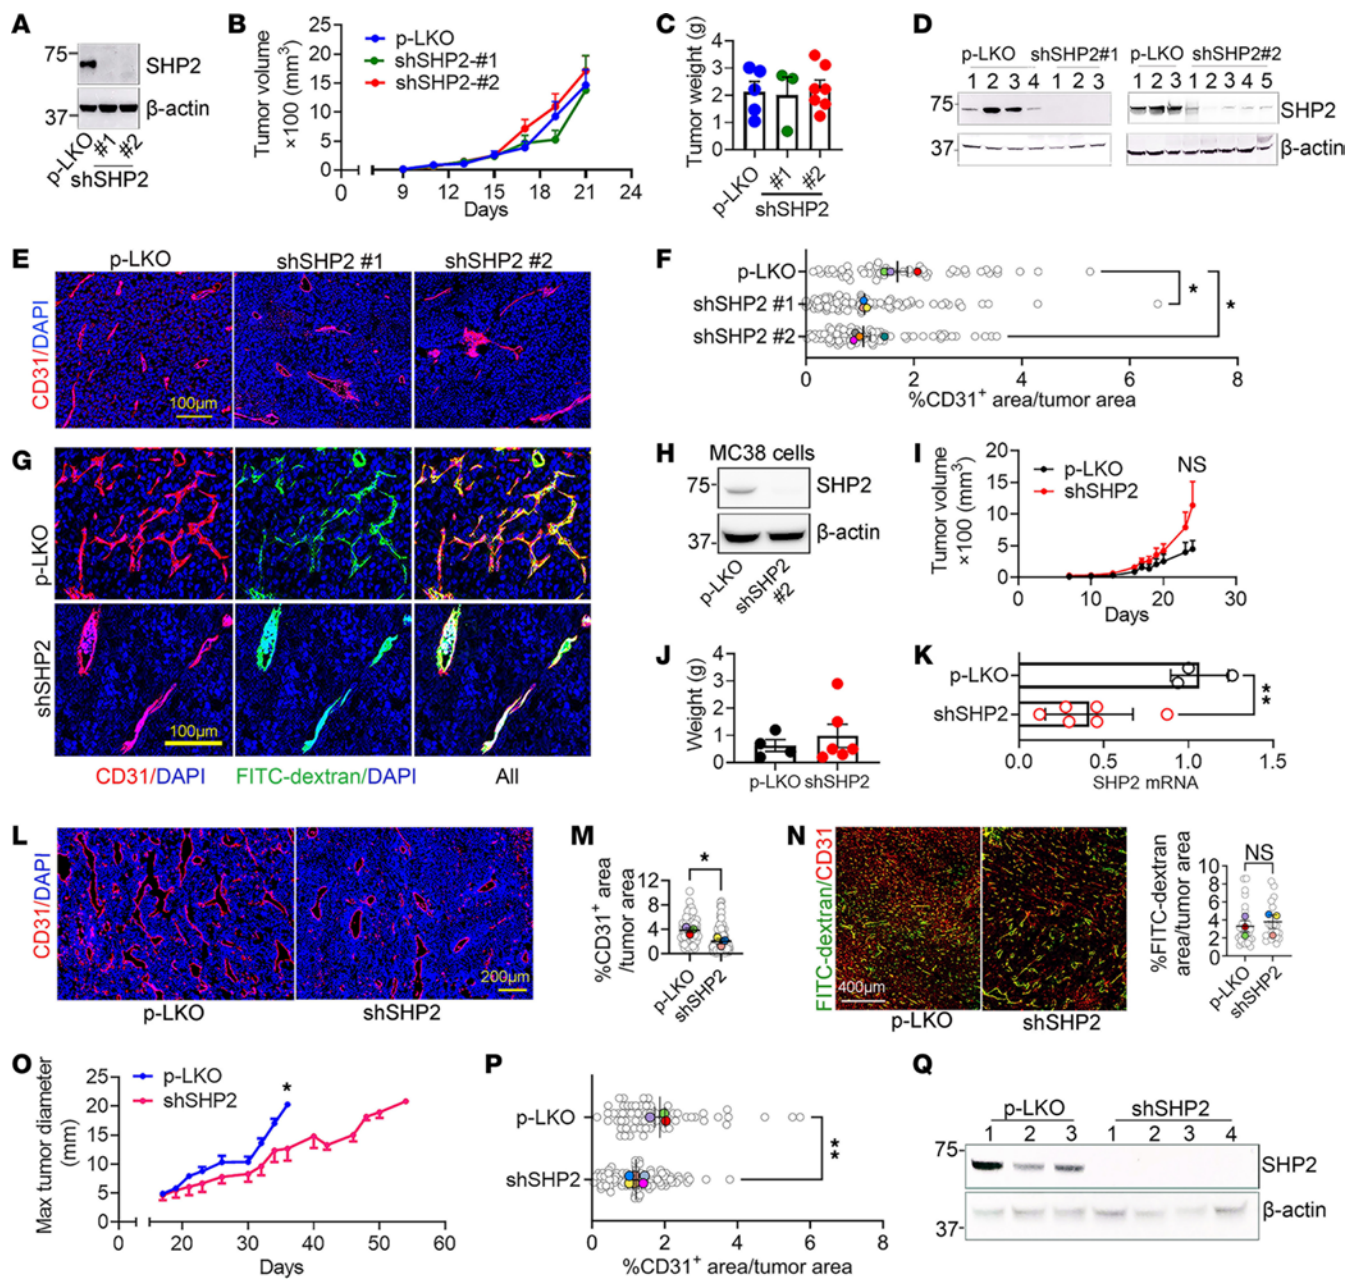 A
75
37
SHP2
β-actin
p-LKO
#1
#2
shSHP2
B
Tumor volume
×100 (mm³)
25
20
15
10
5
0
0
9
12
15
18
21
24
Days
p-LKO
shSHP2-#1
shSHP2-#2
C
Tumor weight (g)
5
4
3
2
1
0
p-LKO
#1
#2
shSHP2
D
p-LKO shSHP2#1
1 2 3 4 1 2 3
75
37
p-LKO shSHP2#2
1 2 3 1 2 3 4 5
SHP2
β-actin
E
p-LKO
shSHP2 #1
shSHP2 #2
CD31/DAPI
100µm
F
p-LKO
shSHP2 #1
shSHP2 #2
*
*
0 2 4 6 8
%CD31⁺ area/tumor area
G
p-LKO
shSHP2
100µm
CD31/DAPI
FITC-dextran/DAPI
All
H
MC38 cells
75
37
SHP2
β-actin
p-LKO
shSHP2
#2
I
Tumor volume
×100 (mm³)
20
15
10
5
0
0 10 20 30
Days
p-LKO
shSHP2
NS
J
Weight (g)
4
3
2
1
0
p-LKO shSHP2
K
p-LKO
shSHP2
**
0 0.5 1.0 1.5
SHP2 mRNA
L
CD31/DAPI
200µm
p-LKO
shSHP2
M
%CD31⁺ area
/tumor area
12
8
4
0
*
p-LKO
shSHP2
N
FITC-dextran/CD31
400µm
p-LKO
shSHP2
%FITC-dextran
area/tumor area
10
8
6
4
2
0
NS
p-LKO
shSHP2
O
Max tumor diameter
(mm)
25
20
15
10
5
0
0 20 30 40 50 60
Days
p-LKO
shSHP2
*
P
p-LKO
shSHP2
**
0 2 4 6 8
%CD31⁺ area/tumor area
Q
p-LKO shSHP2
1 2 3 1 2 3 4
75
37
SHP2
β-actin